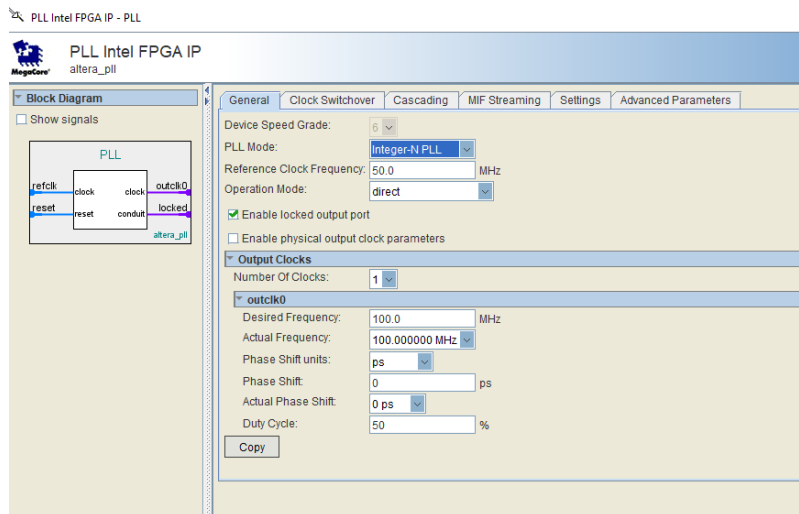 PLL Intel FPGA IP - PLL
PLL Intel FPGA IP
altera_pll
MegaCore®
Block Diagram
Show signals
PLL
refclk clock clock outclk0
reset reset conduit locked
altera_pll
General Clock Switchover Cascading MIF Streaming Settings Advanced Parameters
Device Speed Grade: 6
PLL Mode: Integer-N PLL
Reference Clock Frequency: 50.0 MHz
Operation Mode: direct
Enable locked output port
Enable physical output clock parameters
Output Clocks
Number Of Clocks: 1
outclk0
Desired Frequency: 100.0 MHz
Actual Frequency: 100.000000 MHz
Phase Shift units: ps
Phase Shift: 0 ps
Actual Phase Shift: 0 ps
Duty Cycle: 50 %
Copy